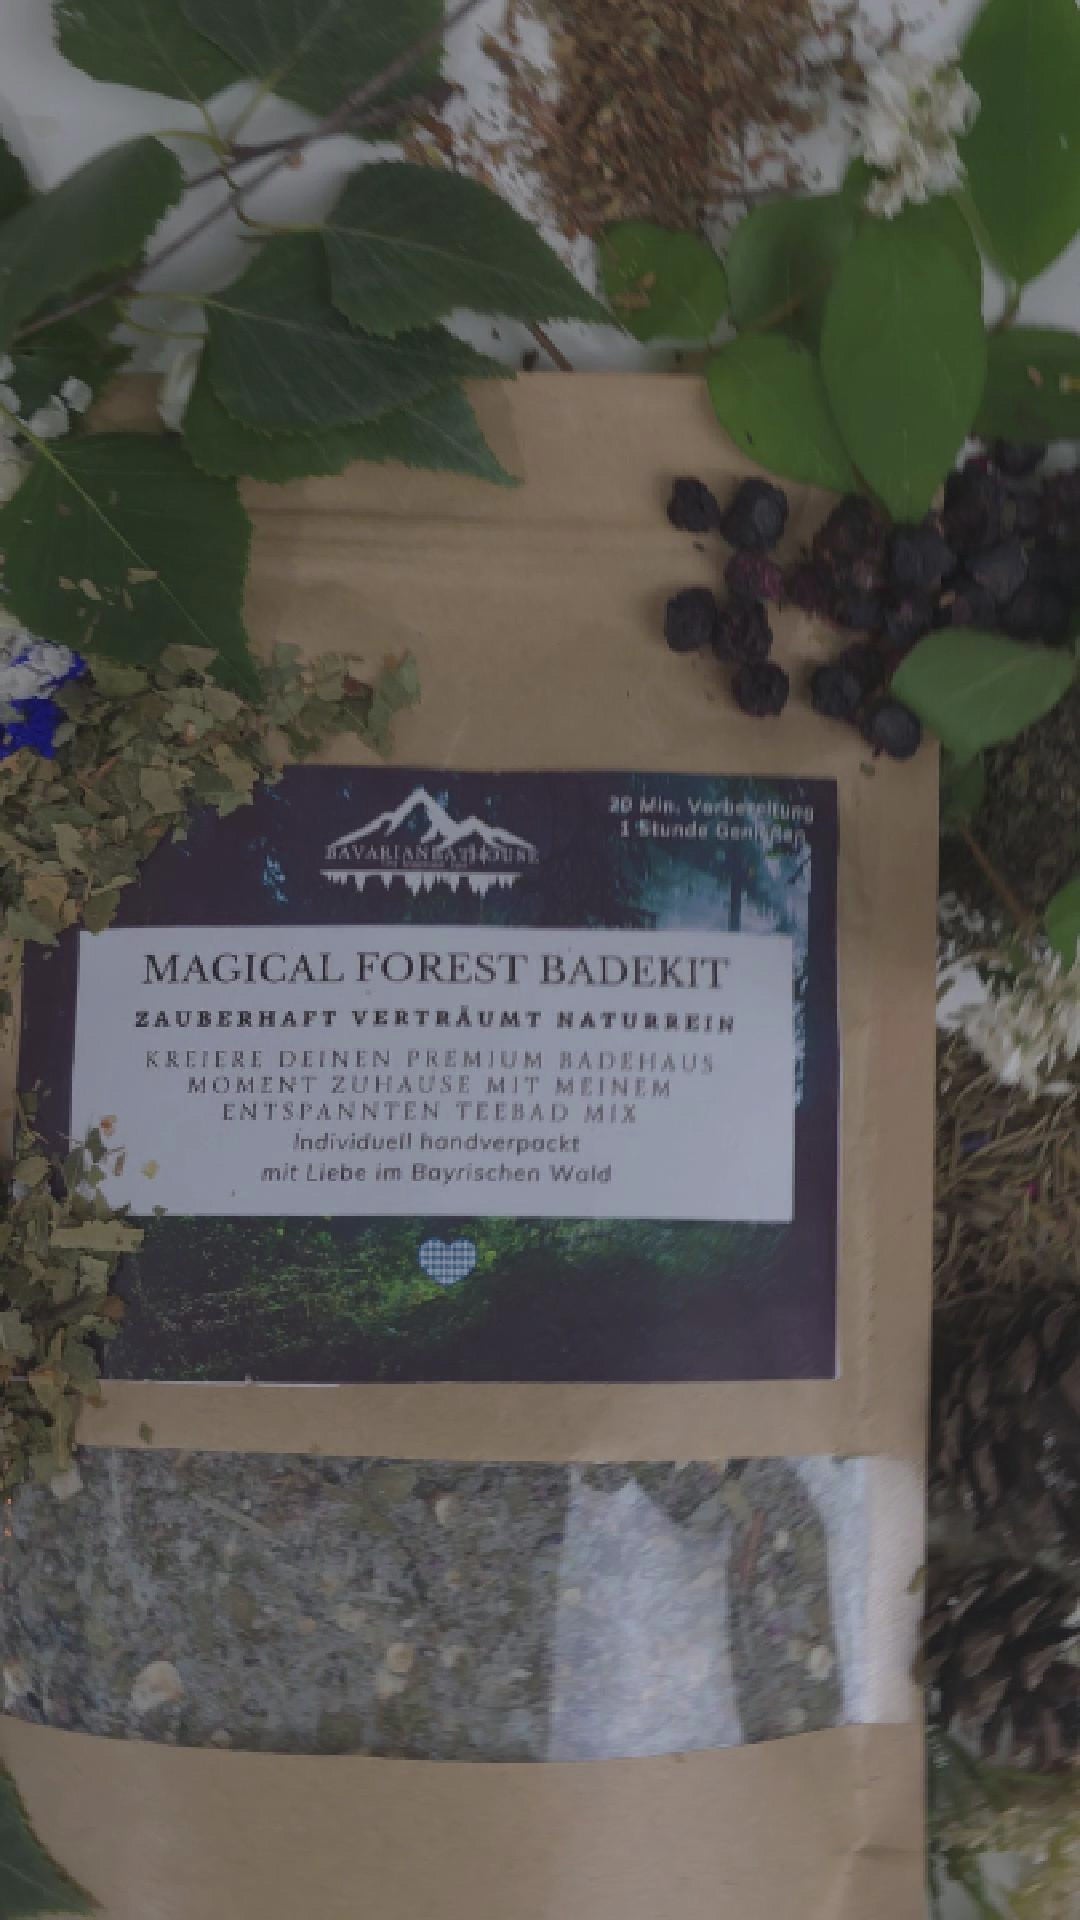 20 Min. Vorbereitung
1 Stunde Genießen
BAVARIANBATHOUSE
MAGICAL FOREST BADEKIT
ZAUBERHAFT VERTRÄUMT NATURREIN
KREIERE DEINEN PREMIUM BADEHAUS
MOMENT ZUHAUSE MIT MEINEM
ENTSPANNTEN TEEBAD MIX
individuell handverpackt
mit Liebe im Bayrischen Wald